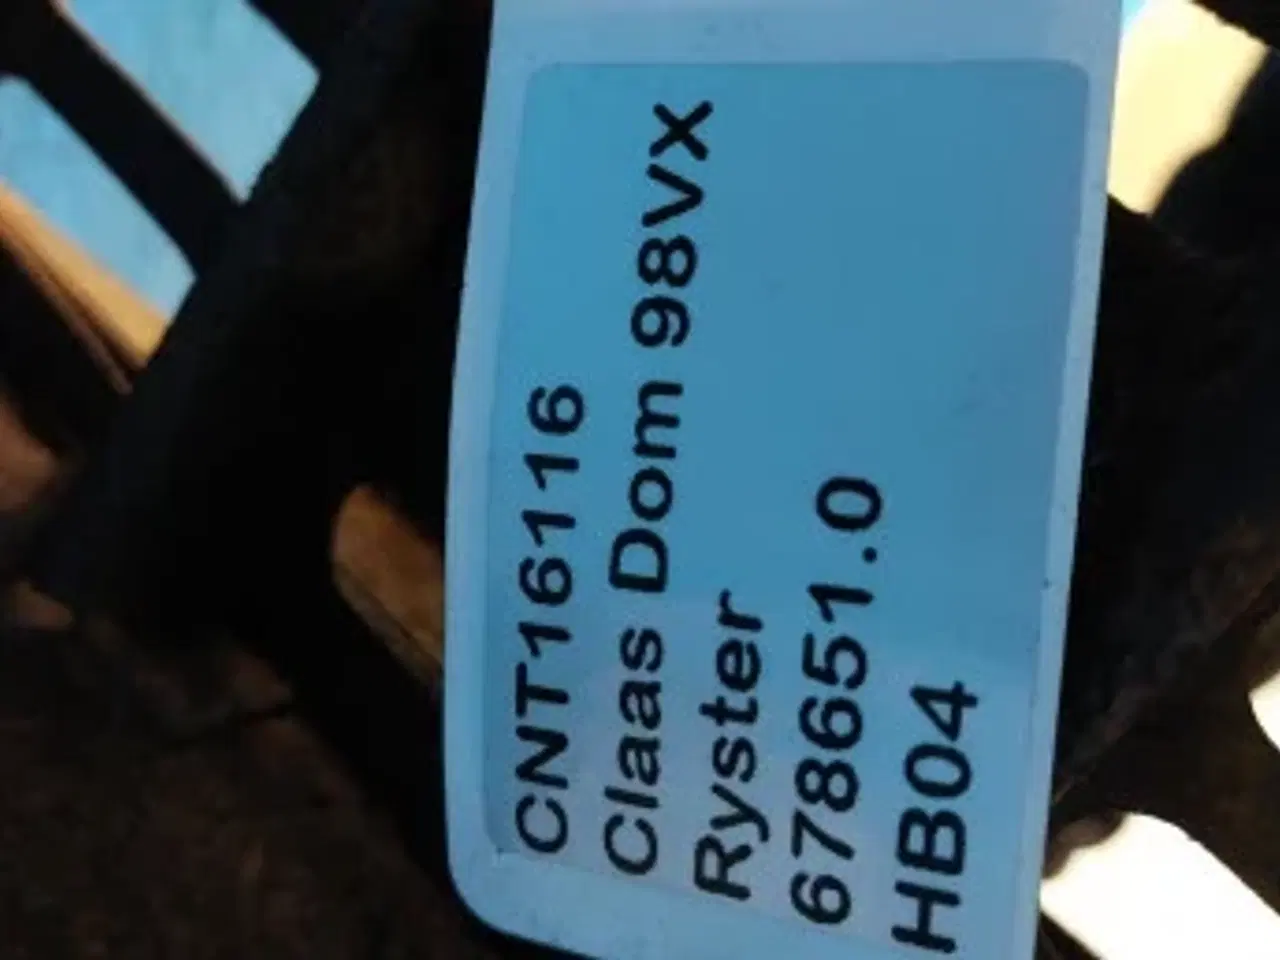 CNT16116
Claas Dom 98vx
Ryster
678651.0
HB04